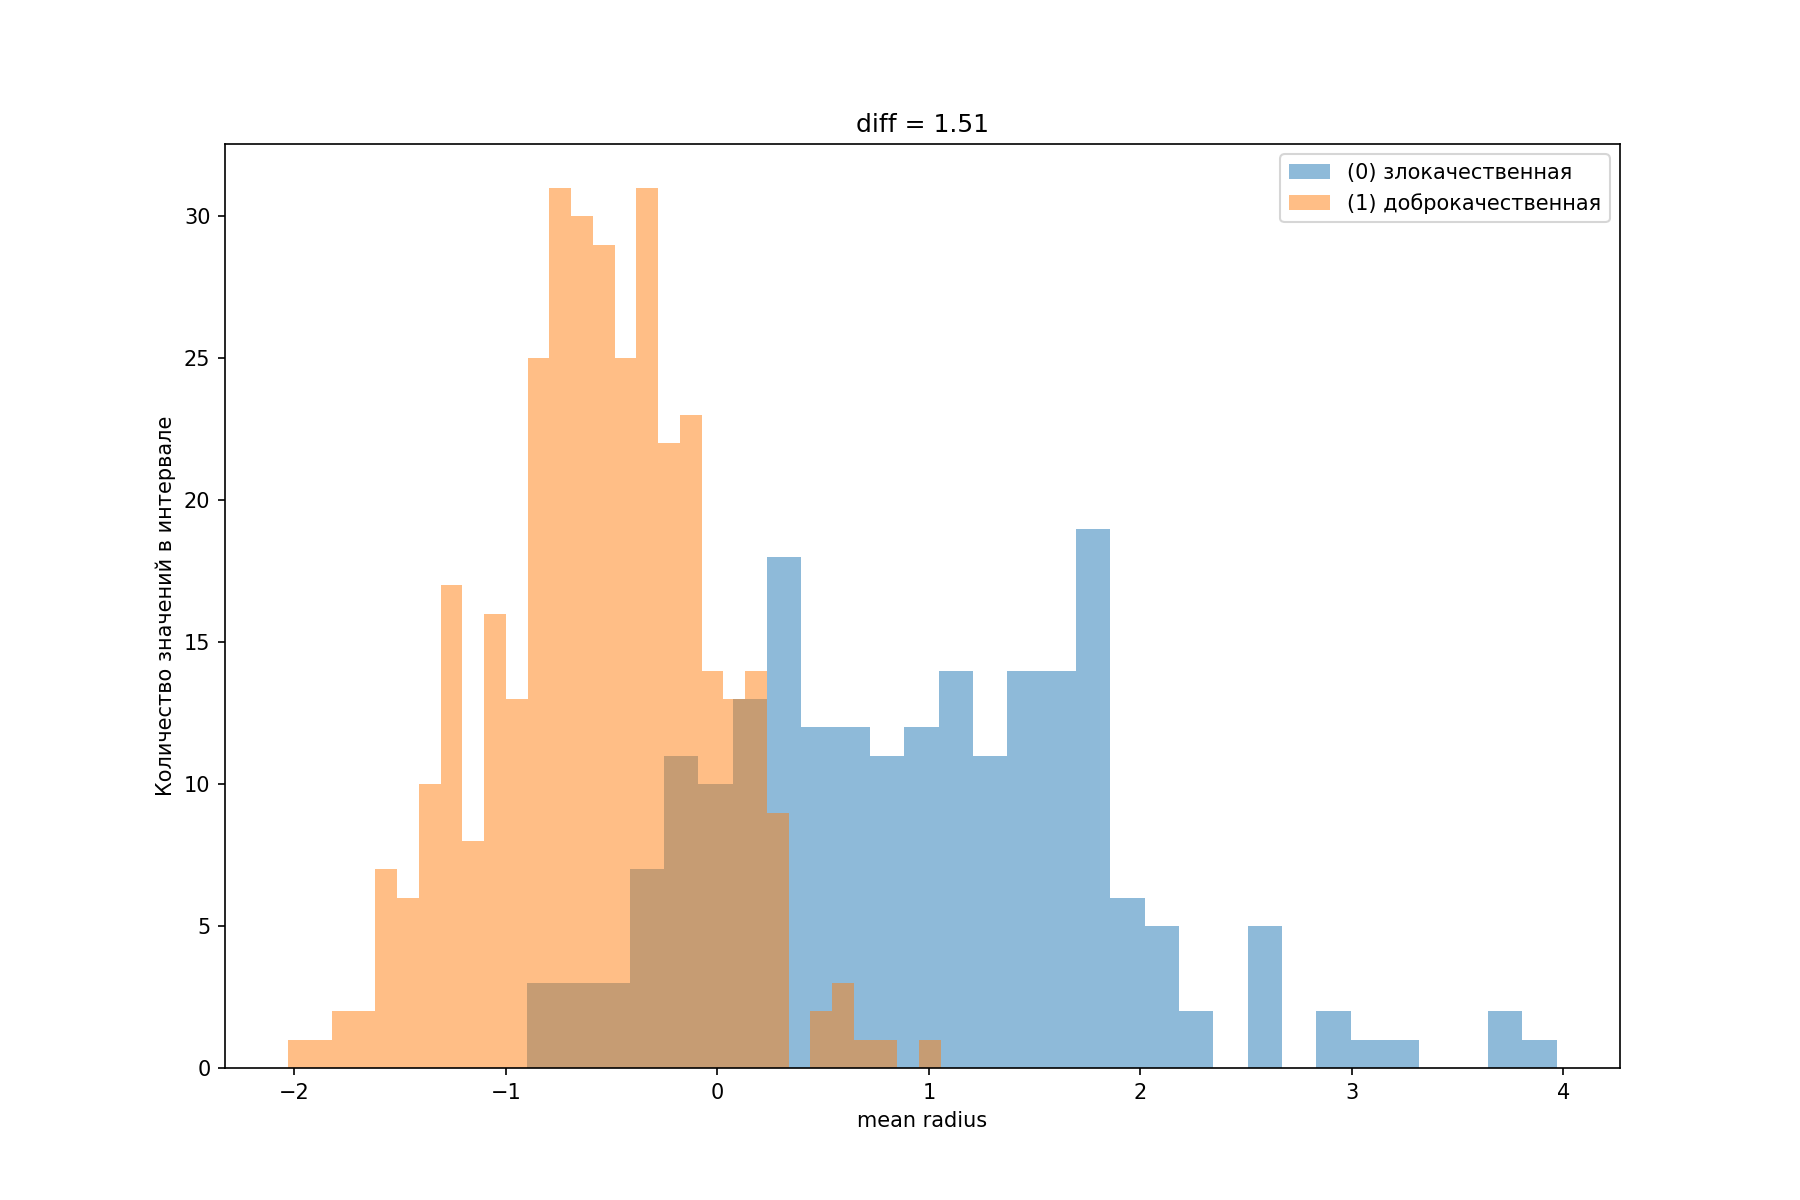 diff = 1.51
(0) злокачественная
(1) доброкачественная
Количество значений в интервале
30
25
20
15
10
5
0
−2 −1 0 1 2 3 4
mean radius